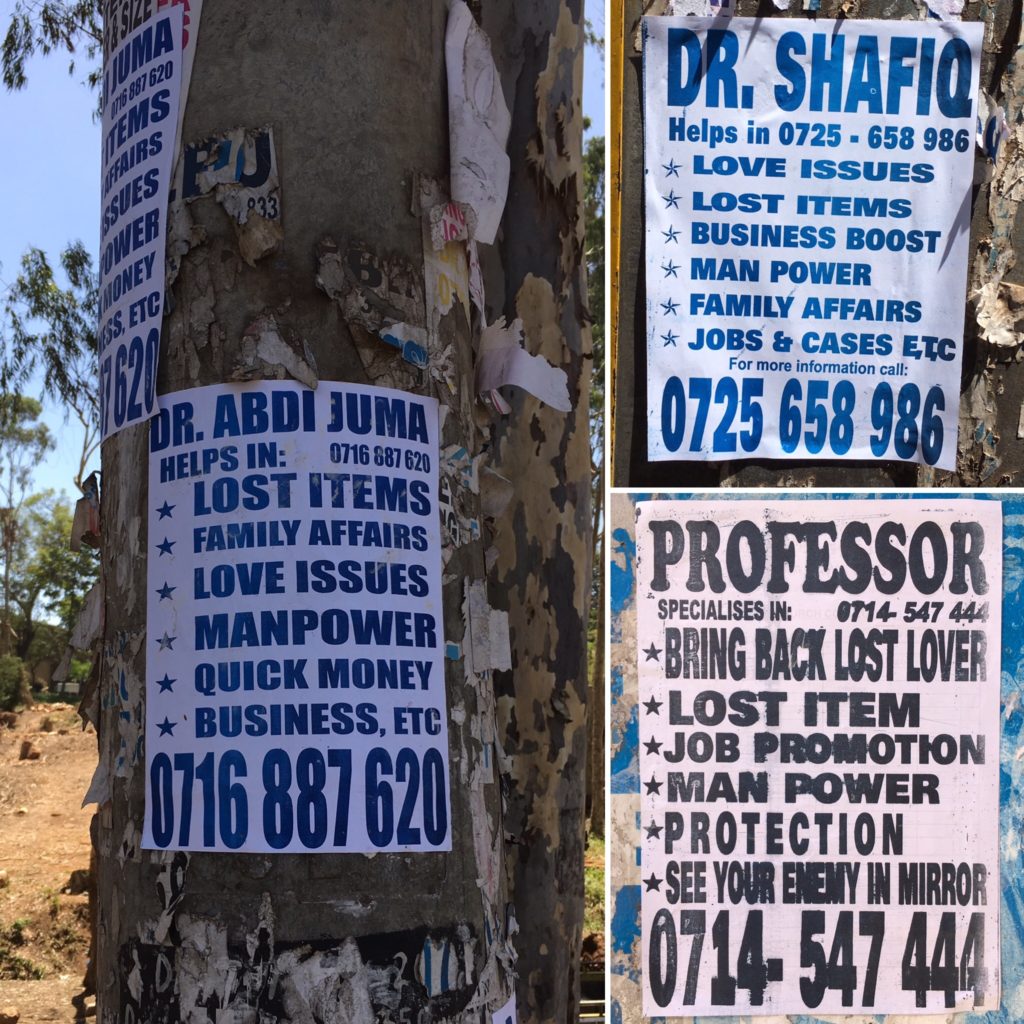 & SIZE
JUMA
0716 887 620
ITEMS
AFFAIRS
ISSUES
POWER
MONEY
NESS, ETC
7 620
833
DR. ABDI JUMA
HELPS IN: 0716 887 620
★ LOST ITEMS
★ FAMILY AFFAIRS
★ LOVE ISSUES
★ MANPOWER
★ QUICK MONEY
★ BUSINESS, ETC
0716 887 620
DR. SHAFIQ
Helps in 0725 - 658 986
★ LOVE ISSUES
★ LOST ITEMS
★ BUSINESS BOOST
★ MAN POWER
★ FAMILY AFFAIRS
★ JOBS & CASES E,T,C
For more information call:
0725 658 986
PROFESSOR
SPECIALISES IN: 0714- 547 444
★ BRING BACK LOST LOVER
★ LOST ITEM
★ JOB PROMOTION
★ MAN POWER
★ PROTECTION
★ SEE YOUR ENEMY IN MIRROR
0714- 547 444